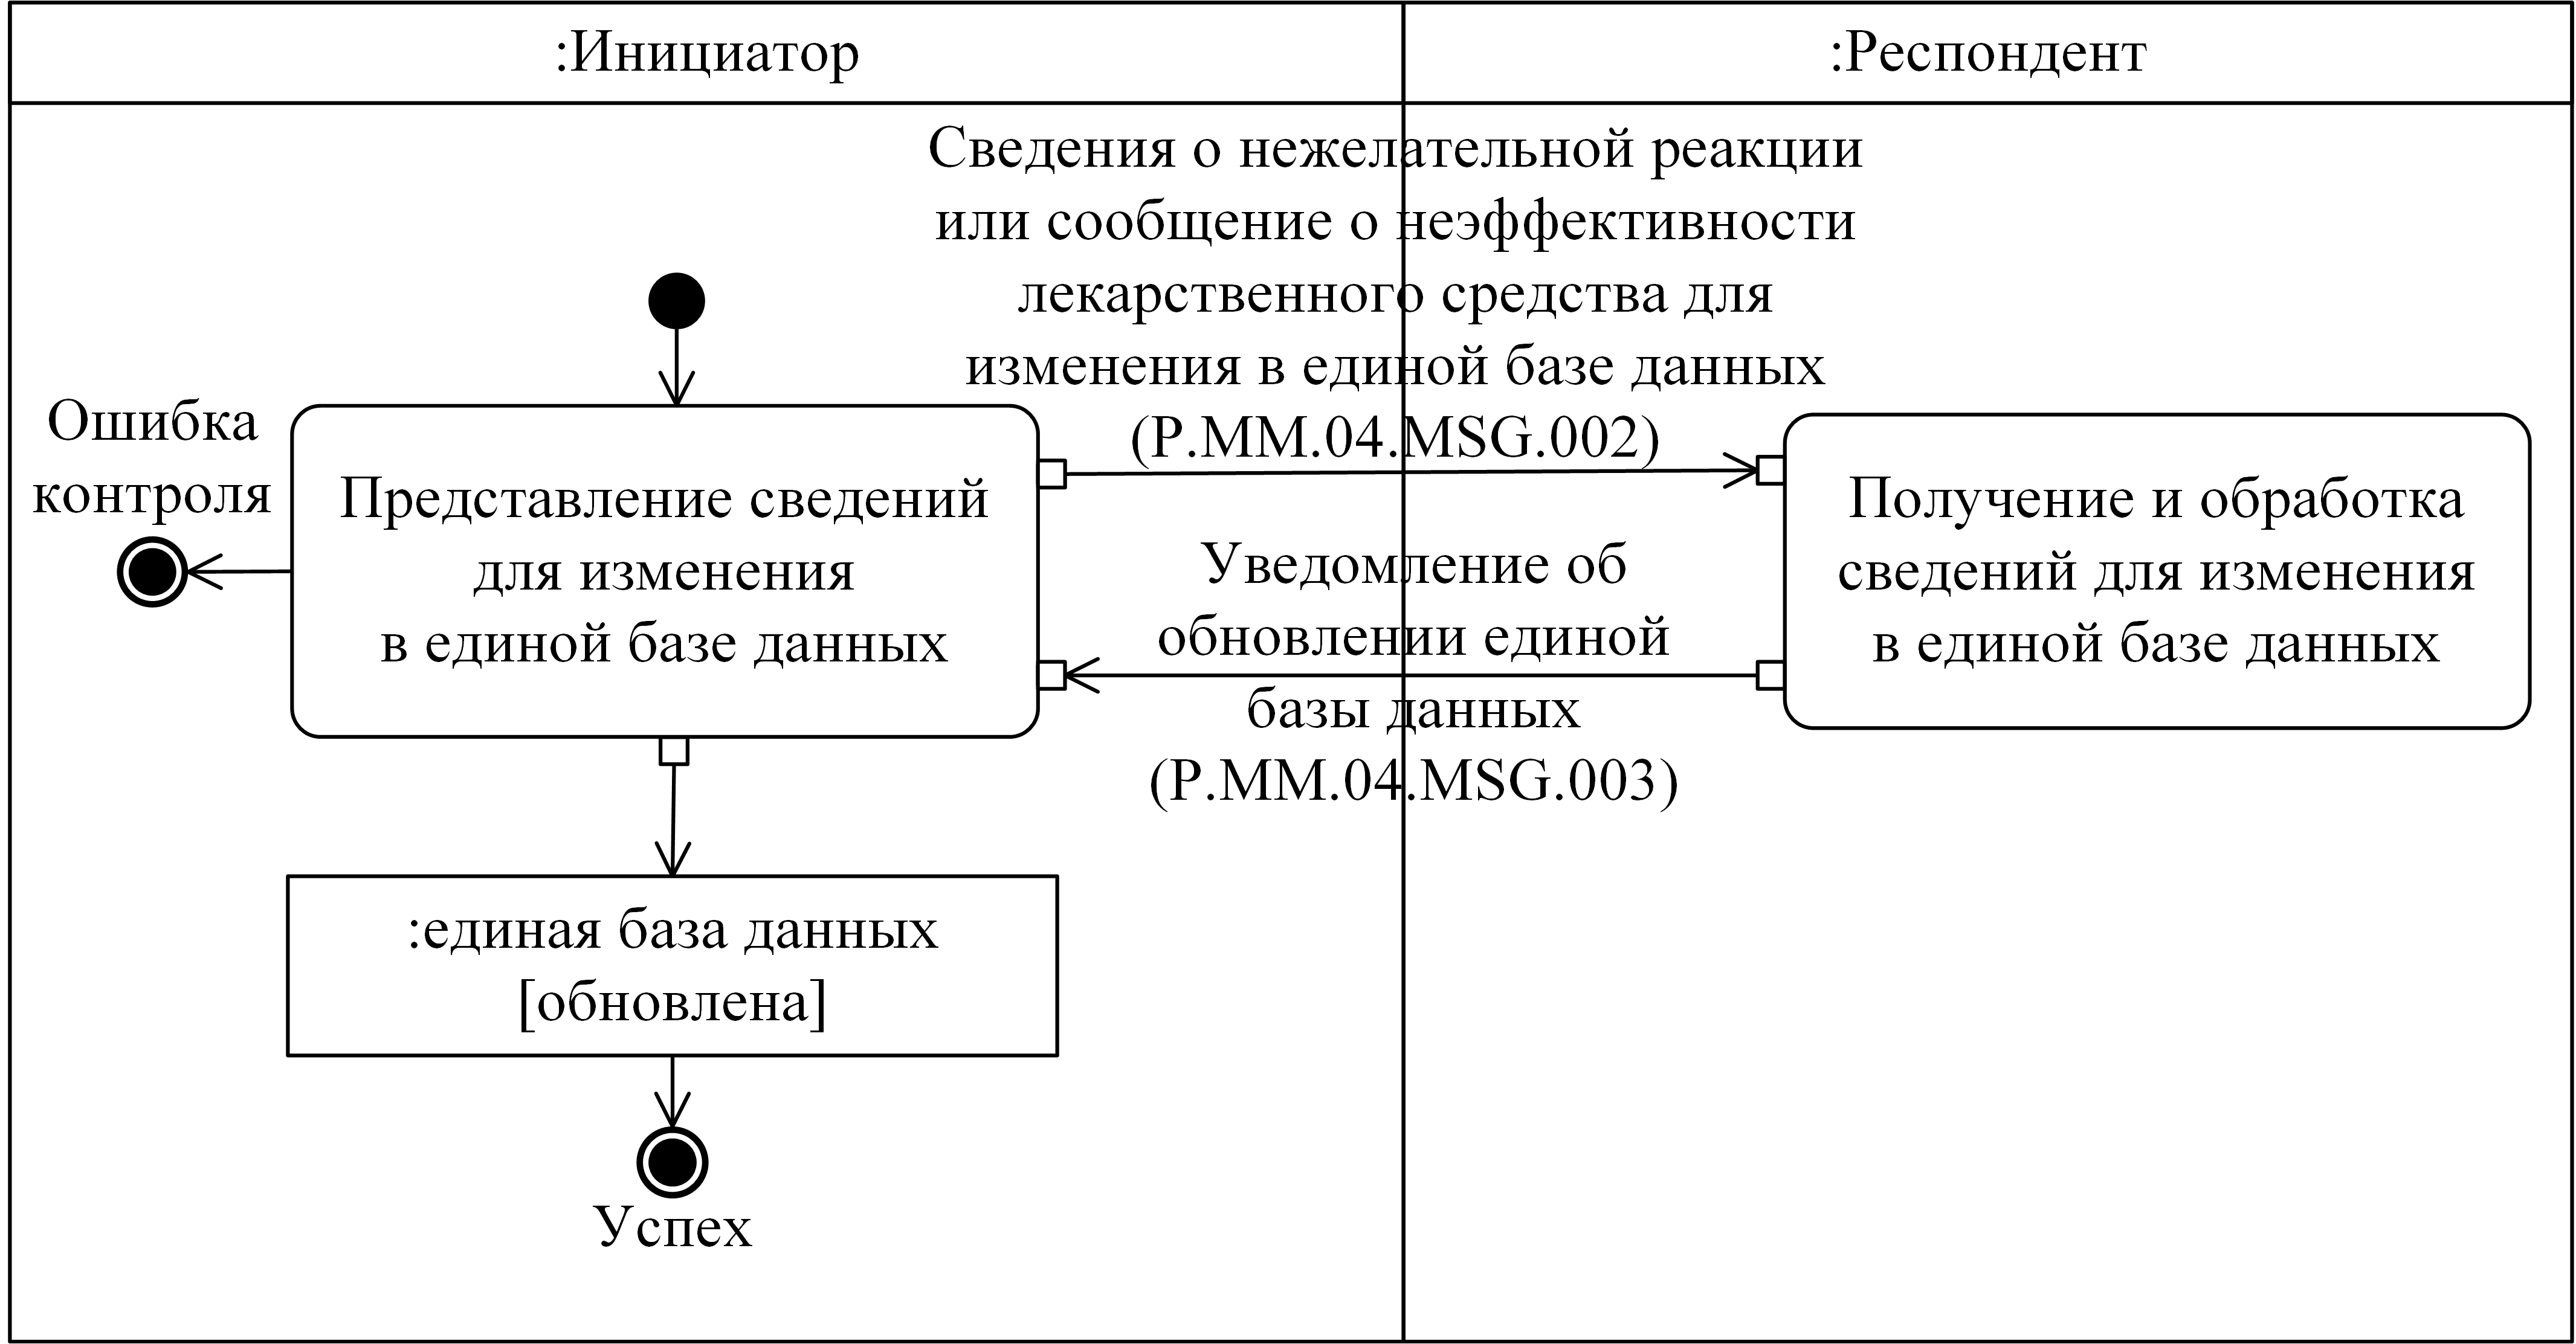 :Инициатор
:Респондент
Сведения о нежелательной реакции
или сообщение о неэффективности
лекарственного средства для
изменения в единой базе данных
(P.MM.04.MSG.002)
Ошибка
контроля
Представление сведений
для изменения
в единой базе данных
Уведомление об
обновлении единой
базы данных
(P.MM.04.MSG.003)
Получение и обработка
сведений для изменения
в единой базе данных
:единая база данных
[обновлена]
Успех